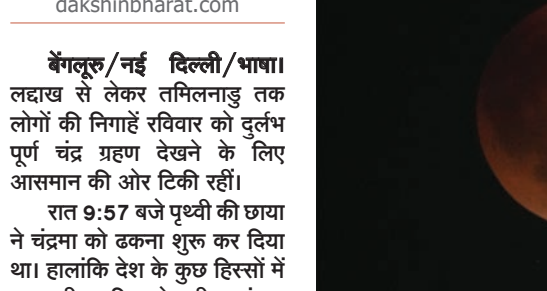 dakshinbharat.com
बेंगलूरु/नई दिल्ली/भाषा।
लद्दाख से लेकर तमिलनाडु तक
लोगों की निगाहें रविवार को दुर्लभ
पूर्ण चंद्र ग्रहण देखने के लिए
आसमान की ओर टिकी रहीं।
रात 9:57 बजे पृथ्वी की छाया
ने चंद्रमा को ढकना शुरू कर दिया
था। हालांकि देश के कुछ हिस्सों में